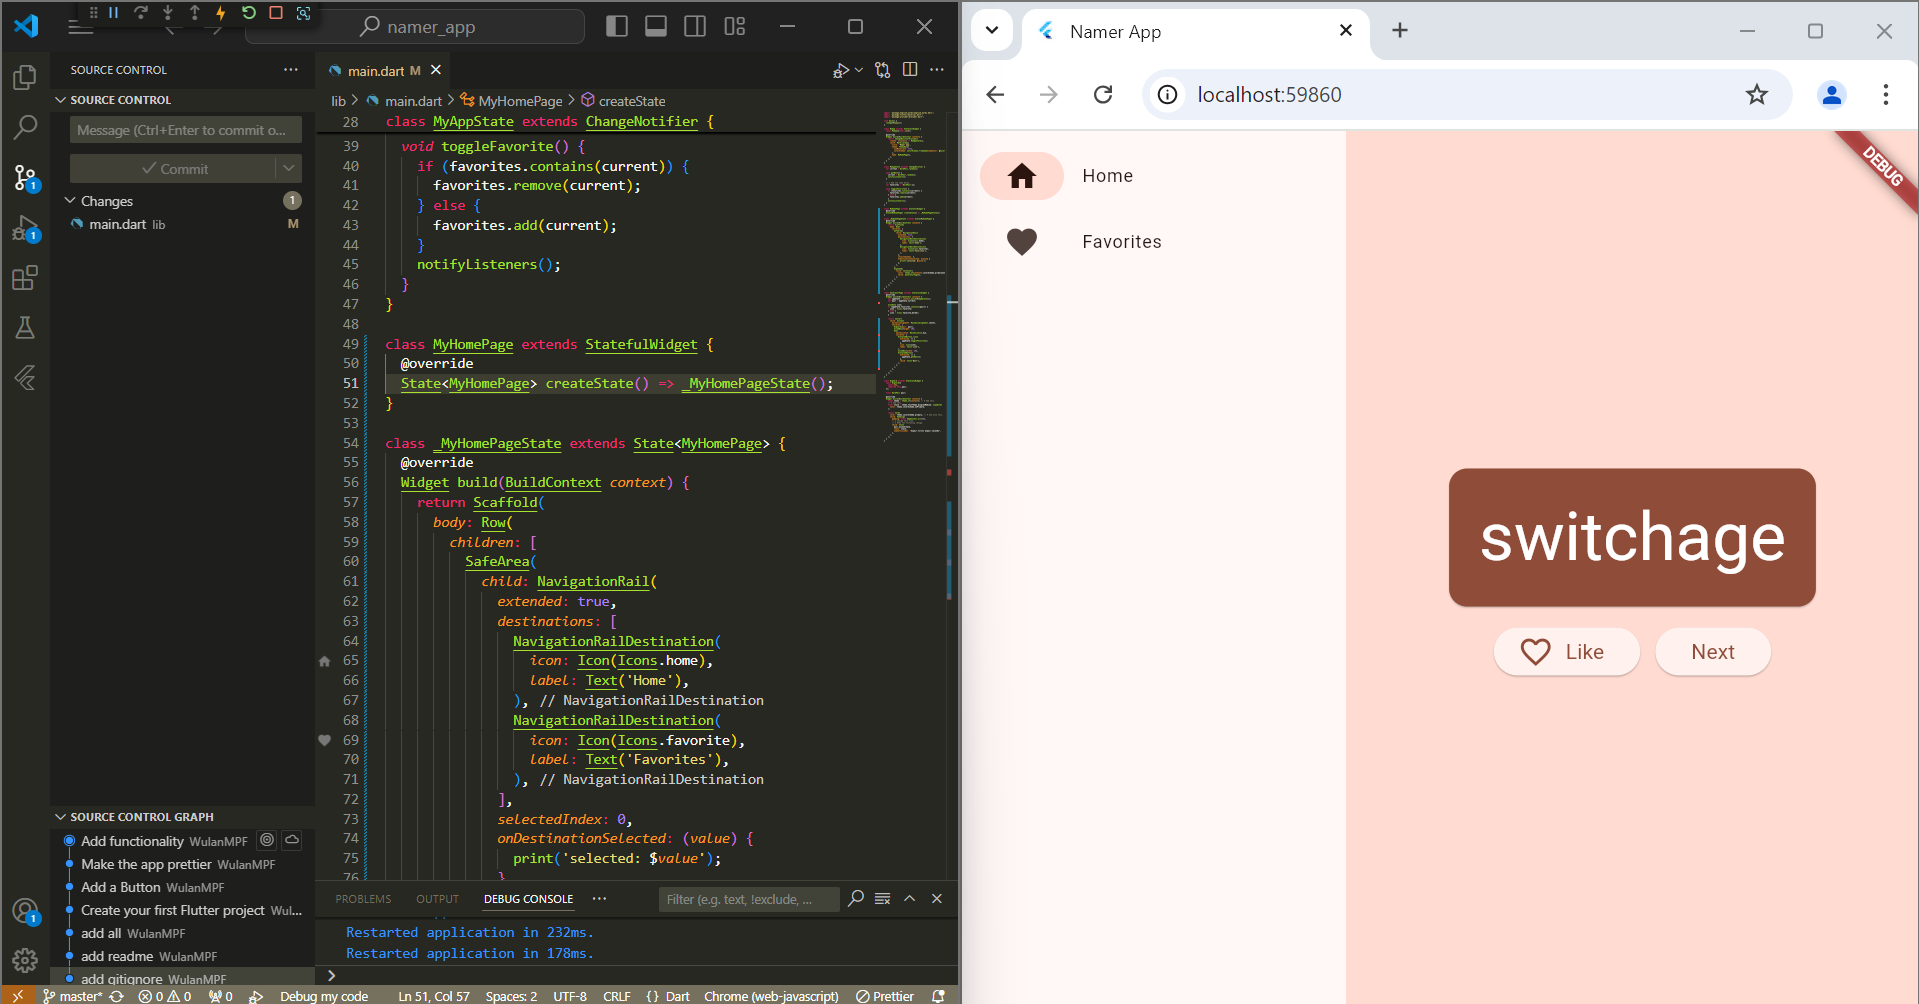 namer_app
SOURCE CONTROL
SOURCE CONTROL
Message (Ctrl+Enter to commit o...
Commit
Changes 1
main.dart lib M
SOURCE CONTROL GRAPH
Add functionality WulanMPF
Make the app prettier WulanMPF
Add a Button WulanMPF
Create your first Flutter project Wul...
add all WulanMPF
add readme WulanMPF
add gitignore WulanMPF
1
1
1
main.dart M
lib > main.dart > MyHomePage > createState
28 class MyAppState extends ChangeNotifier {
39 void toggleFavorite() {
40 if (favorites.contains(current)) {
41 favorites.remove(current);
42 } else {
43 favorites.add(current);
44 }
45 notifyListeners();
46 }
47 }
48
49 class MyHomePage extends StatefulWidget {
50 @override
51 State<MyHomePage> createState() => _MyHomePageState();
52 }
53
54 class _MyHomePageState extends State<MyHomePage> {
55 @override
56 Widget build(BuildContext context) {
57 return Scaffold(
58 body: Row(
59 children: [
60 SafeArea(
61 child: NavigationRail(
62 extended: true,
63 destinations: [
64 NavigationRailDestination(
65 icon: Icon(Icons.home),
66 label: Text('Home'),
67 ), // NavigationRailDestination
68 NavigationRailDestination(
69 icon: Icon(Icons.favorite),
70 label: Text('Favorites'),
71 ), // NavigationRailDestination
72 ],
73 selectedIndex: 0,
74 onDestinationSelected: (value) {
75 print('selected: $value');
76 }
PROBLEMS OUTPUT DEBUG CONSOLE
Filter (e.g. text, !exclude, ...
Restarted application in 232ms.
Restarted application in 178ms.
master* 0 0 0 Debug my code Ln 51, Col 57 Spaces: 2 UTF-8 CRLF {} Dart Chrome (web-javascript) Prettier
Namer App
localhost:59860
DEBUG
Home
Favorites
switchage
Like
Next